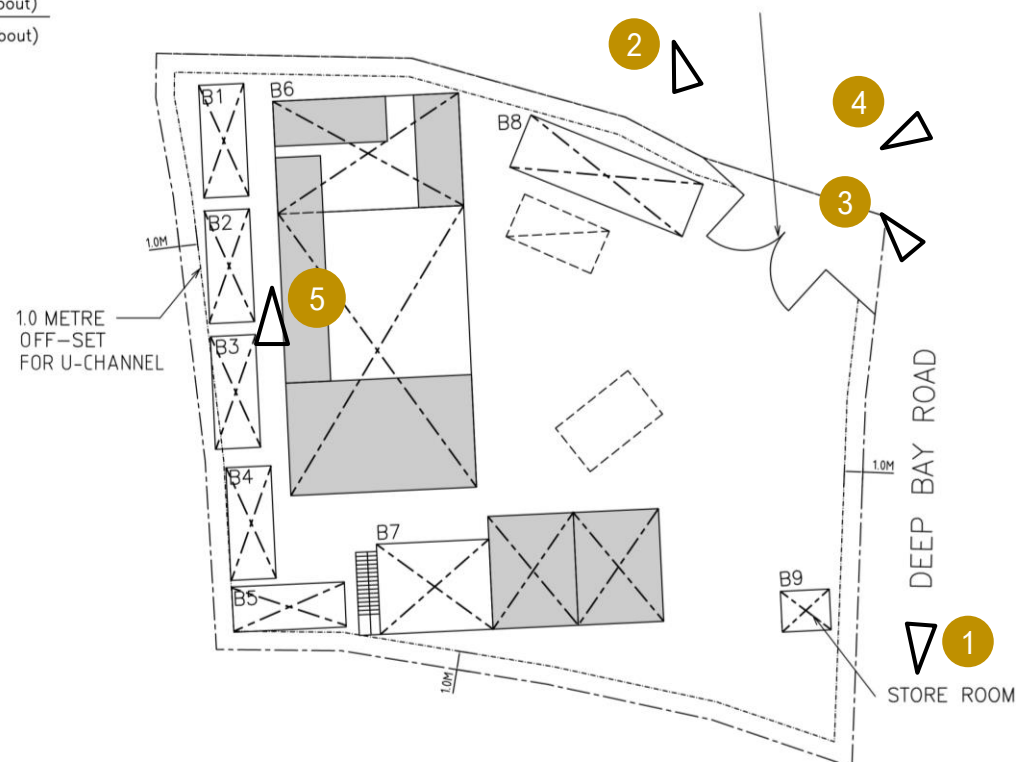 bout)
bout)
2
4
3
B1
B6
B8
B2
1.0M
5
1.0 METRE
OFF-SET
FOR U-CHANNEL
B3
DEEP BAY ROAD
1.0M
B4
B7
B5
B9
1
1.0M
STORE ROOM